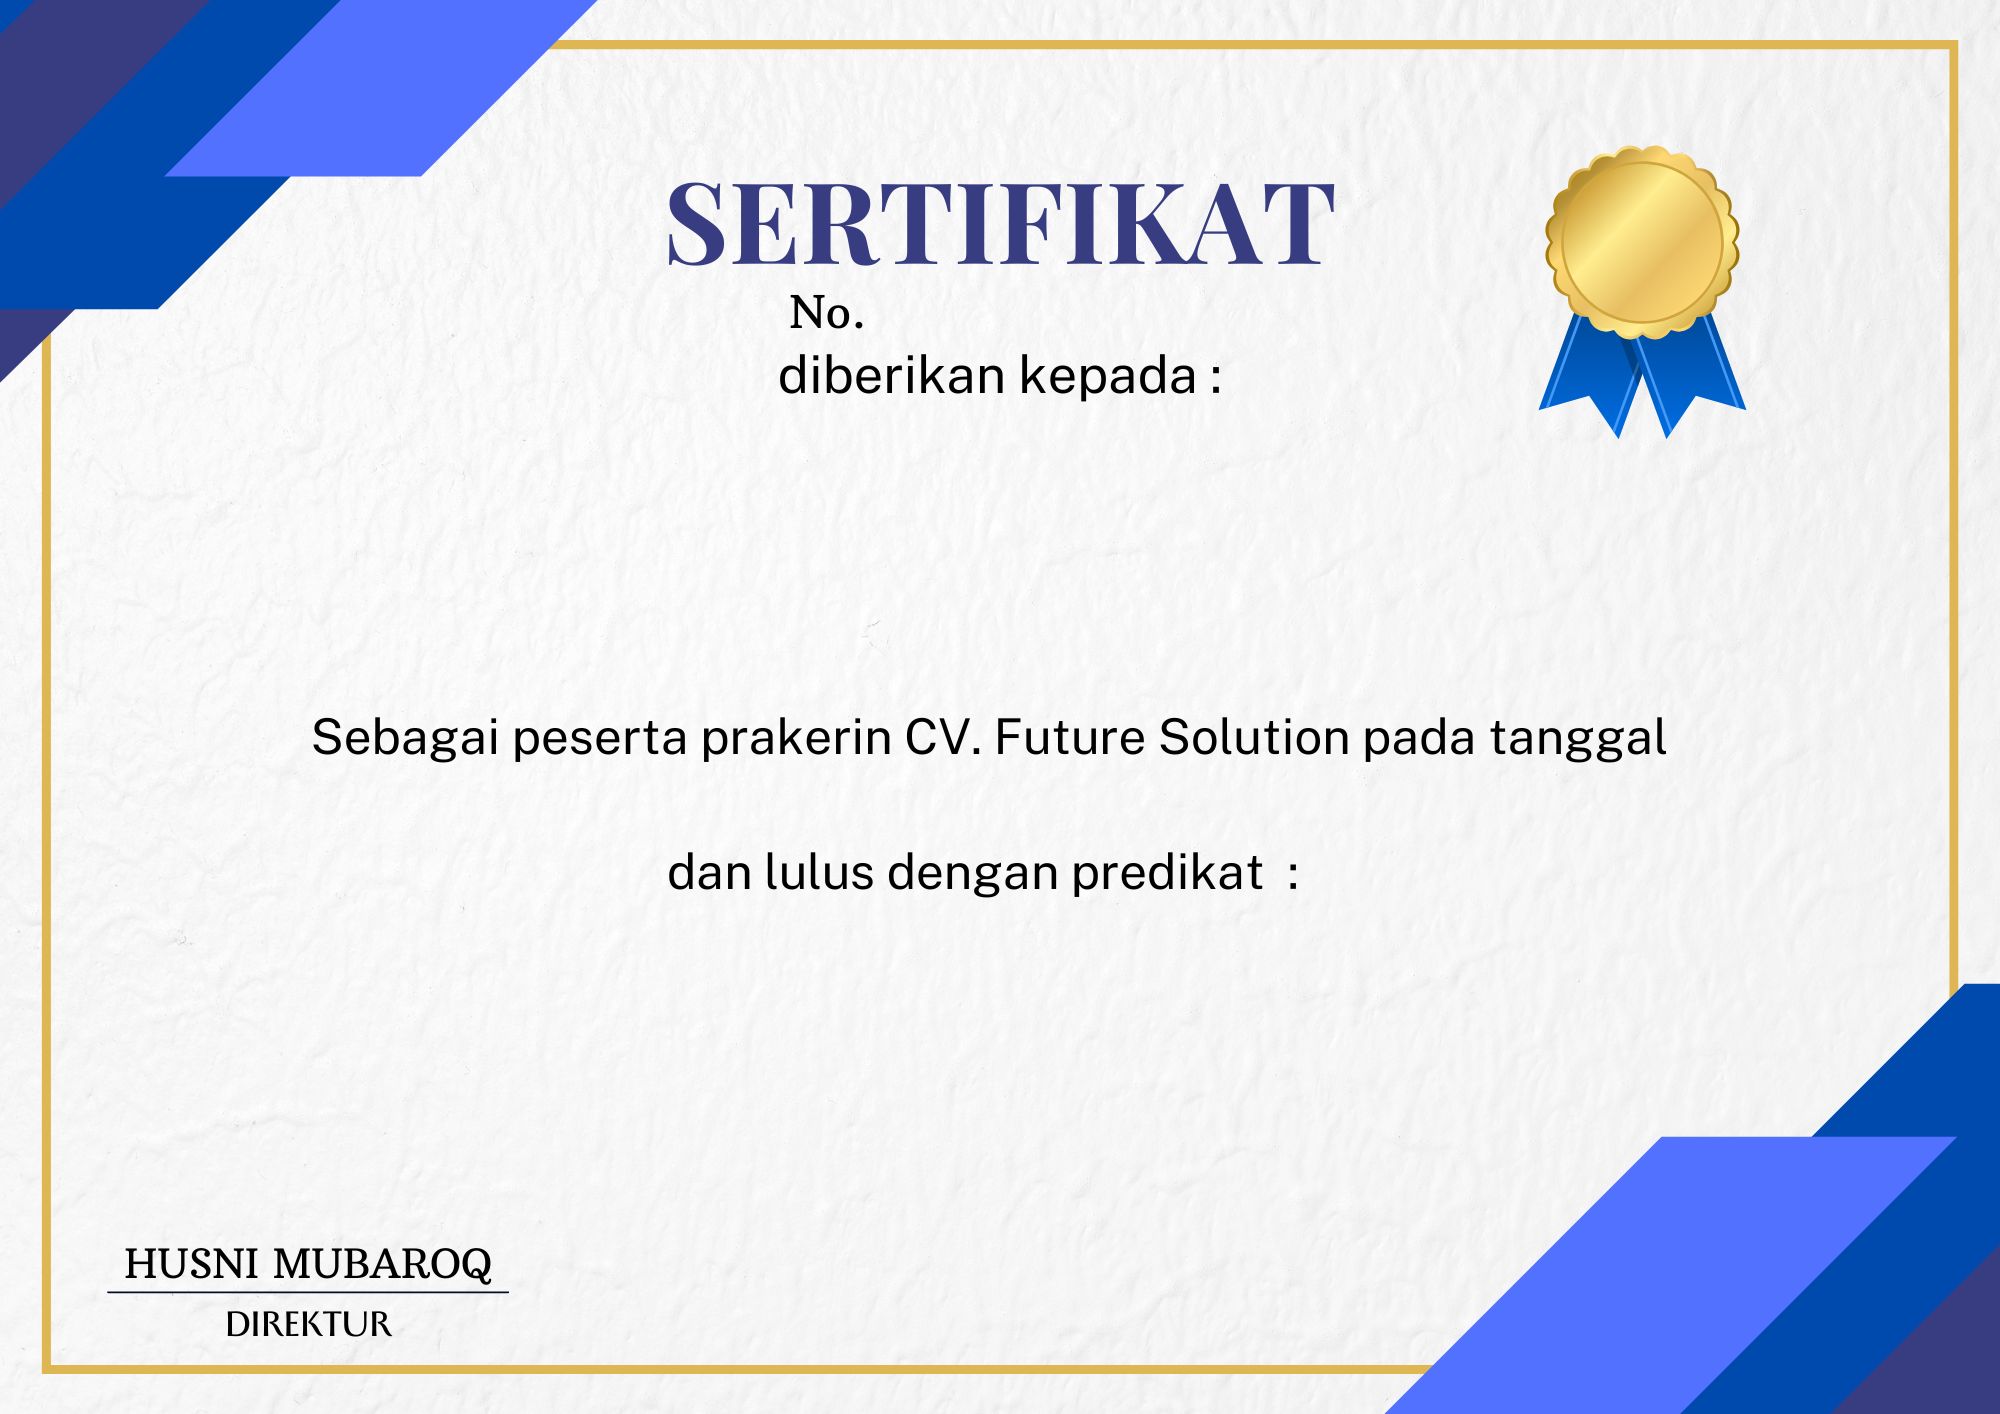 SERTIFIKAT
No.
diberikan kepada :
Sebagai peserta prakerin CV. Future Solution pada tanggal
dan lulus dengan predikat  :
HUSNI MUBAROQ
DIREKTUR